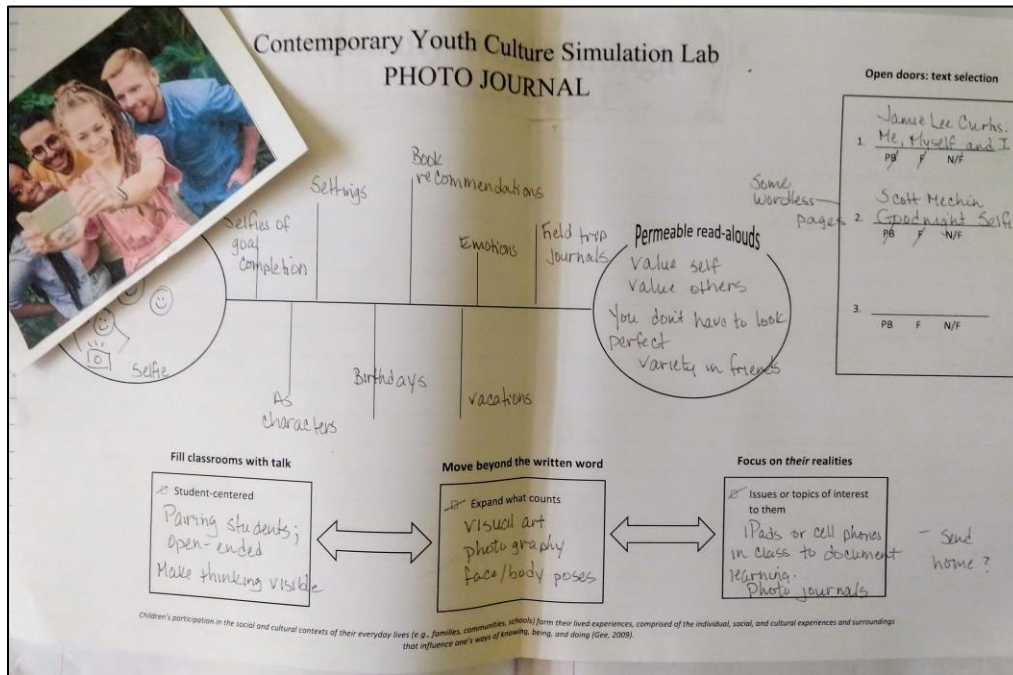 Contemporary Youth Culture Simulation Lab
PHOTO JOURNAL
Selfie
Selfies of
goal
completion
Settings
Book
recommendations
Emotions
Field trip
journals
As
characters
Birthdays
vacations
Permeable read-alouds
value self
value others
You don't have to look
perfect
variety in friends
Open doors: text selection
Jamie Lee Curtis.
1. Me, Myself and I
PB F N/F
Some
wordless
pages
Scott Mechin
2. Goodnight Selfie
PB F N/F
3.
PB F N/F
Fill classrooms with talk
Student-centered
Pairing students;
open-ended
Make thinking visible
Move beyond the written word
Expand what counts
visual art
photography
face/body poses
Focus on their realities
Issues or topics of interest
to them
iPads or cell phones
in class to document
learning.
Photo journals
- Send
home?
Children's participation in the social and cultural contexts of their everyday lives (e.g., families, communities, schools) form their lived experiences, comprised of the individual, social, and cultural experiences and surroundings
that influence one's ways of knowing, being, and doing (Gee, 2009).